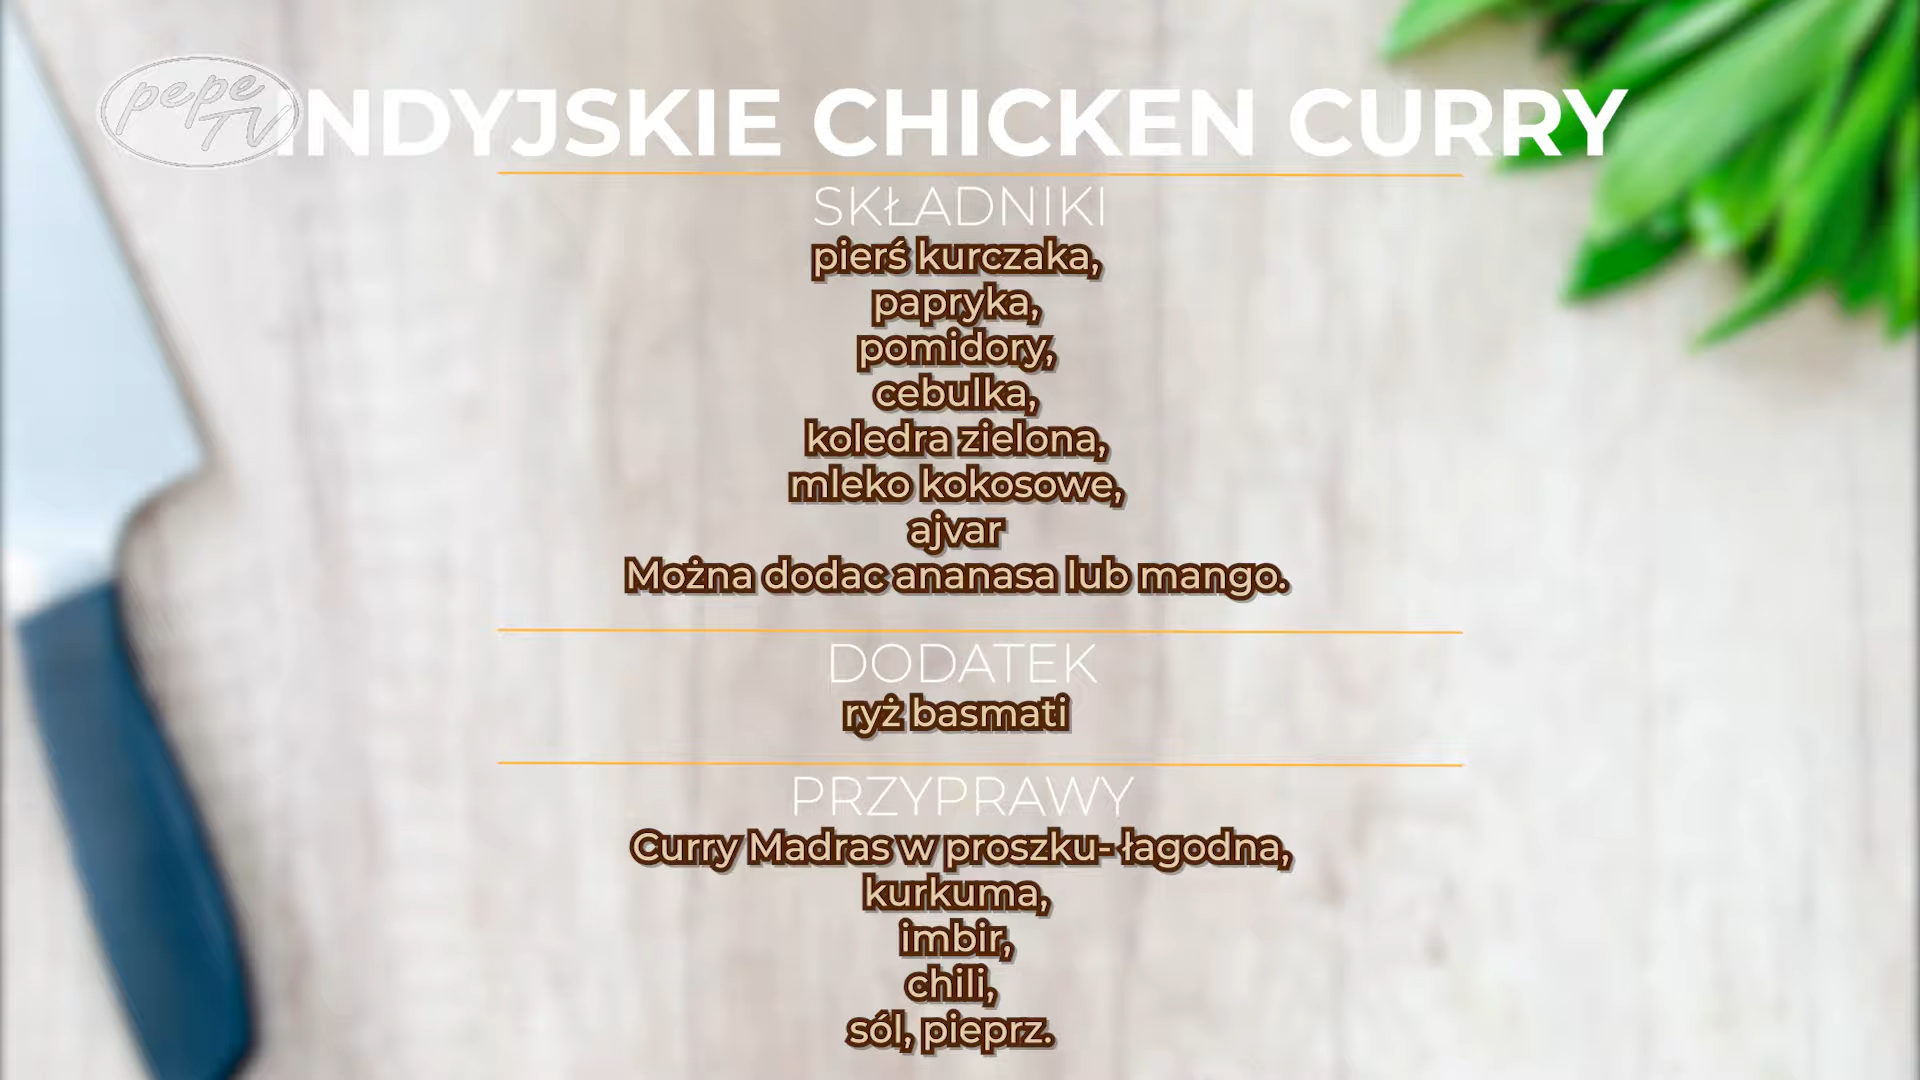 pepe
TV
INDYJSKIE CHICKEN CURRY
SKŁADNIKI
pierś kurczaka,
papryka,
pomidory,
cebulka,
koledra zielona,
mleko kokosowe,
ajvar
Można dodac ananasa lub mango.
DODATEK
ryż basmati
PRZYPRAWY
Curry Madras w proszku- łagodna,
kurkuma,
imbir,
chili,
sól, pieprz.